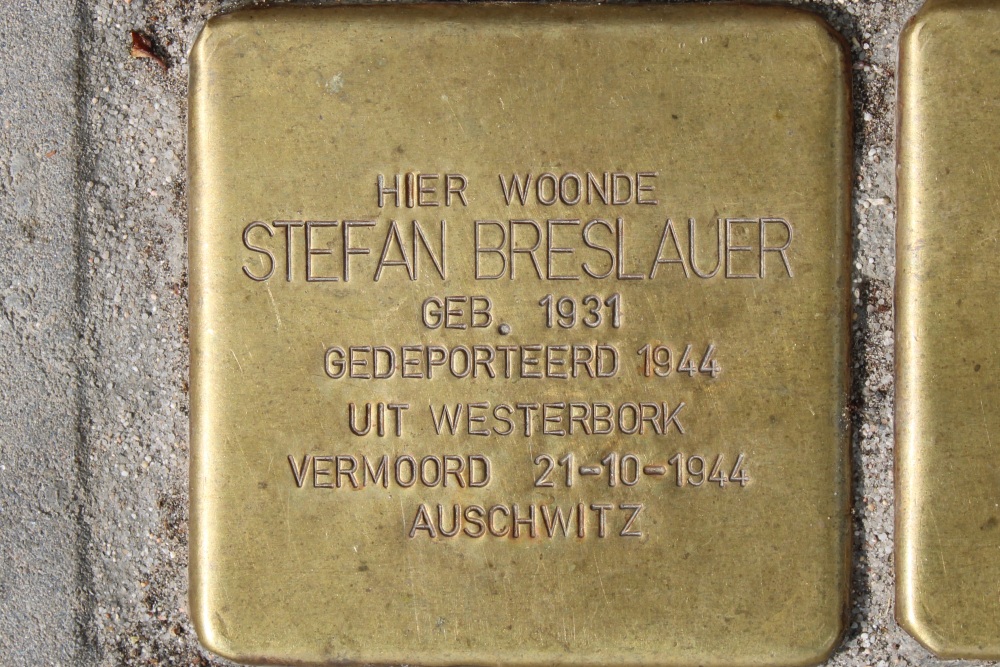 HIER WOONDE
STEFAN BRESLAUER
GEB. 1931
GEDEPORTEERD 1944
UIT WESTERBORK
VERMOORD 21-10-1944
AUSCHWITZ